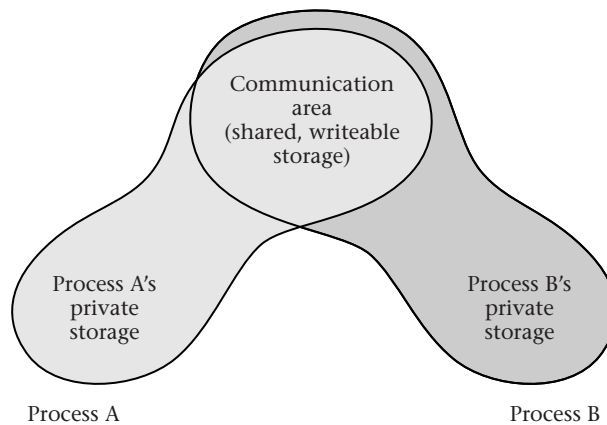 Communication
area
(shared, writeable
storage)
Process A's
private
storage
Process B's
private
storage
Process A
Process B